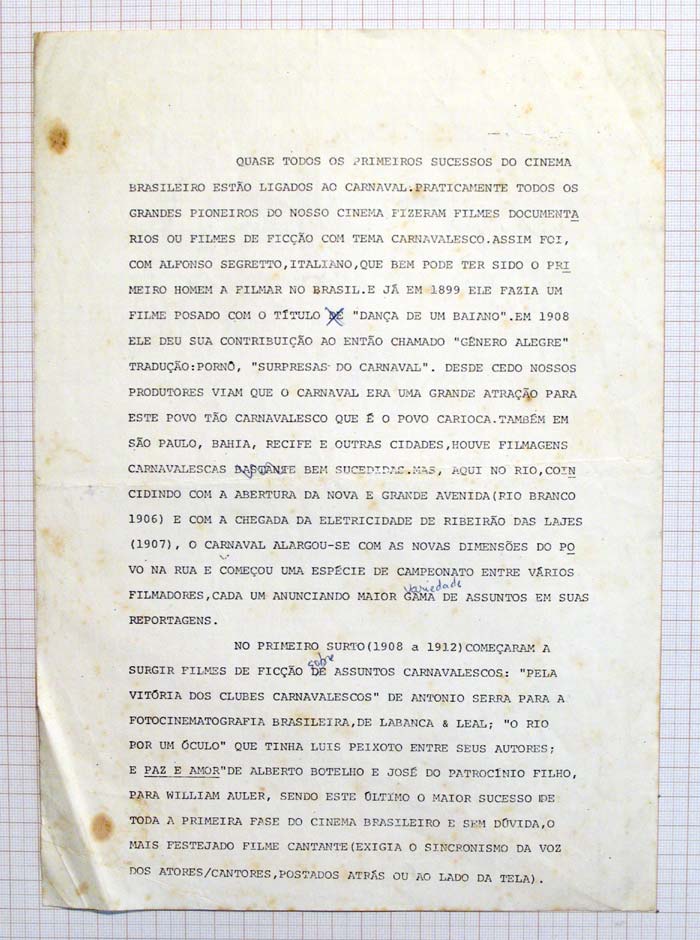 QUASE TODOS OS PRIMEIROS SUCESSOS DO CINEMA
BRASILEIRO ESTÃO LIGADOS AO CARNAVAL.PRATICAMENTE TODOS OS
GRANDES PIONEIROS DO NOSSO CINEMA FIZERAM FILMES DOCUMENTA
RIOS OU FILMES DE FICÇÃO COM TEMA CARNAVALESCO.ASSIM FOI,
COM ALFONSO SEGRETTO,ITALIANO,QUE BEM PODE TER SIDO O PRI
MEIRO HOMEM A FILMAR NO BRASIL.E JÁ EM 1899 ELE FAZIA UM
FILME POSADO COM O TÍTULO DE "DANÇA DE UM BAIANO".EM 1908
ELE DEU SUA CONTRIBUIÇÃO AO ENTÃO CHAMADO "GÊNERO ALEGRE"
TRADUÇÃO:PORNÔ, "SURPRESAS DO CARNAVAL". DESDE CEDO NOSSOS
PRODUTORES VIAM QUE O CARNAVAL ERA UMA GRANDE ATRAÇÃO PARA
ESTE POVO TÃO CARNAVALESCO QUE É O POVO CARIOCA.TAMBÉM EM
SÃO PAULO, BAHIA, RECIFE E OUTRAS CIDADES,HOUVE FILMAGENS
CARNAVALESCAS BASTANTE BEM SUCEDIDAS.MAS, AQUI NO RIO,COIN
CIDINDO COM A ABERTURA DA NOVA E GRANDE AVENIDA(RIO BRANCO
1906) E COM A CHEGADA DA ELETRICIDADE DE RIBEIRÃO DAS LAJES
(1907), O CARNAVAL ALARGOU-SE COM AS NOVAS DIMENSÕES DO PO
VO NA RUA E COMEÇOU UMA ESPÉCIE DE CAMPEONATO ENTRE VÁRIOS
variedade
FILMADORES,CADA UM ANUNCIANDO MAIOR GAMA DE ASSUNTOS EM SUAS
REPORTAGENS.
NO PRIMEIRO SURTO(1908 a 1912)COMEÇARAM A
sobre
SURGIR FILMES DE FICÇÃO DE ASSUNTOS CARNAVALESCOS: "PELA
VITÓRIA DOS CLUBES CARNAVALESCOS" DE ANTONIO SERRA PARA A
FOTOCINEMATOGRAFIA BRASILEIRA,DE LABANCA & LEAL; "O RIO
POR UM ÓCULO" QUE TINHA LUIS PEIXOTO ENTRE SEUS AUTORES;
E PAZ E AMOR"DE ALBERTO BOTELHO E JOSÉ DO PATROCÍNIO FILHO,
PARA WILLIAM AULER, SENDO ESTE ÚLTIMO O MAIOR SUCESSO DE
TODA A PRIMEIRA FASE DO CINEMA BRASILEIRO E SEM DÚVIDA,O
MAIS FESTEJADO FILME CANTANTE(EXIGIA O SINCRONISMO DA VOZ
DOS ATORES/CANTORES,POSTADOS ATRÁS OU AO LADO DA TELA).